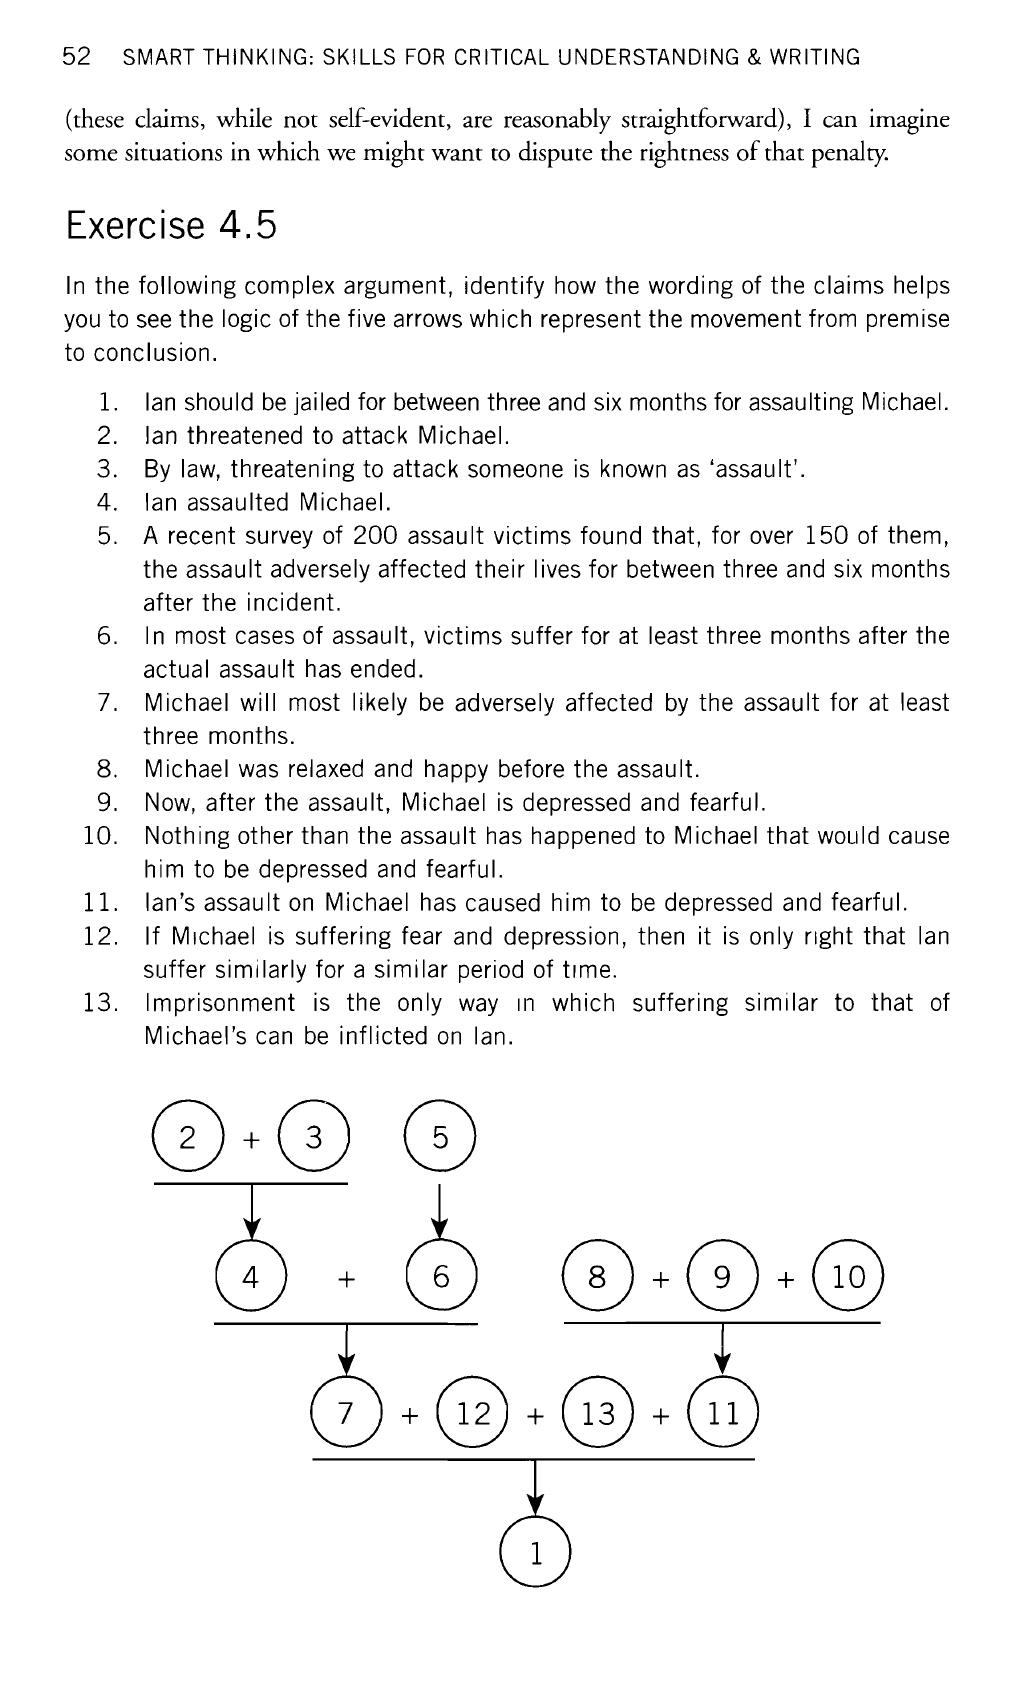 52 SMART THINKING: SKILLS FOR CRITICAL UNDERSTANDING & WRITING
(these claims, while not self-evident, are reasonably straightforward), I can imagine
some situations in which we might want to dispute the rightness of that penalty.
Exercise 4.5
In the following complex argument, identify how the wording of the claims helps
you to see the logic of the five arrows which represent the movement from premise
to conclusion.
1. Ian should be jailed for between three and six months for assaulting Michael.
2. Ian threatened to attack Michael.
3. By law, threatening to attack someone is known as 'assault'.
4. Ian assaulted Michael.
5. A recent survey of 200 assault victims found that, for over 150 of them,
the assault adversely affected their lives for between three and six months
after the incident.
6. In most cases of assault, victims suffer for at least three months after the
actual assault has ended.
7. Michael will most likely be adversely affected by the assault for at least
three months.
8. Michael was relaxed and happy before the assault.
9. Now, after the assault, Michael is depressed and fearful.
10. Nothing other than the assault has happened to Michael that would cause
him to be depressed and fearful.
11. Ian's assault on Michael has caused him to be depressed and fearful.
12. If Michael is suffering fear and depression, then it is only right that Ian
suffer similarly for a similar period of time.
13. Imprisonment is the only way in which suffering similar to that of
Michael's can be inflicted on Ian.
2 + 3 5
4 + 6 8 + 9 + 10
7 + 12 + 13 + 11
1